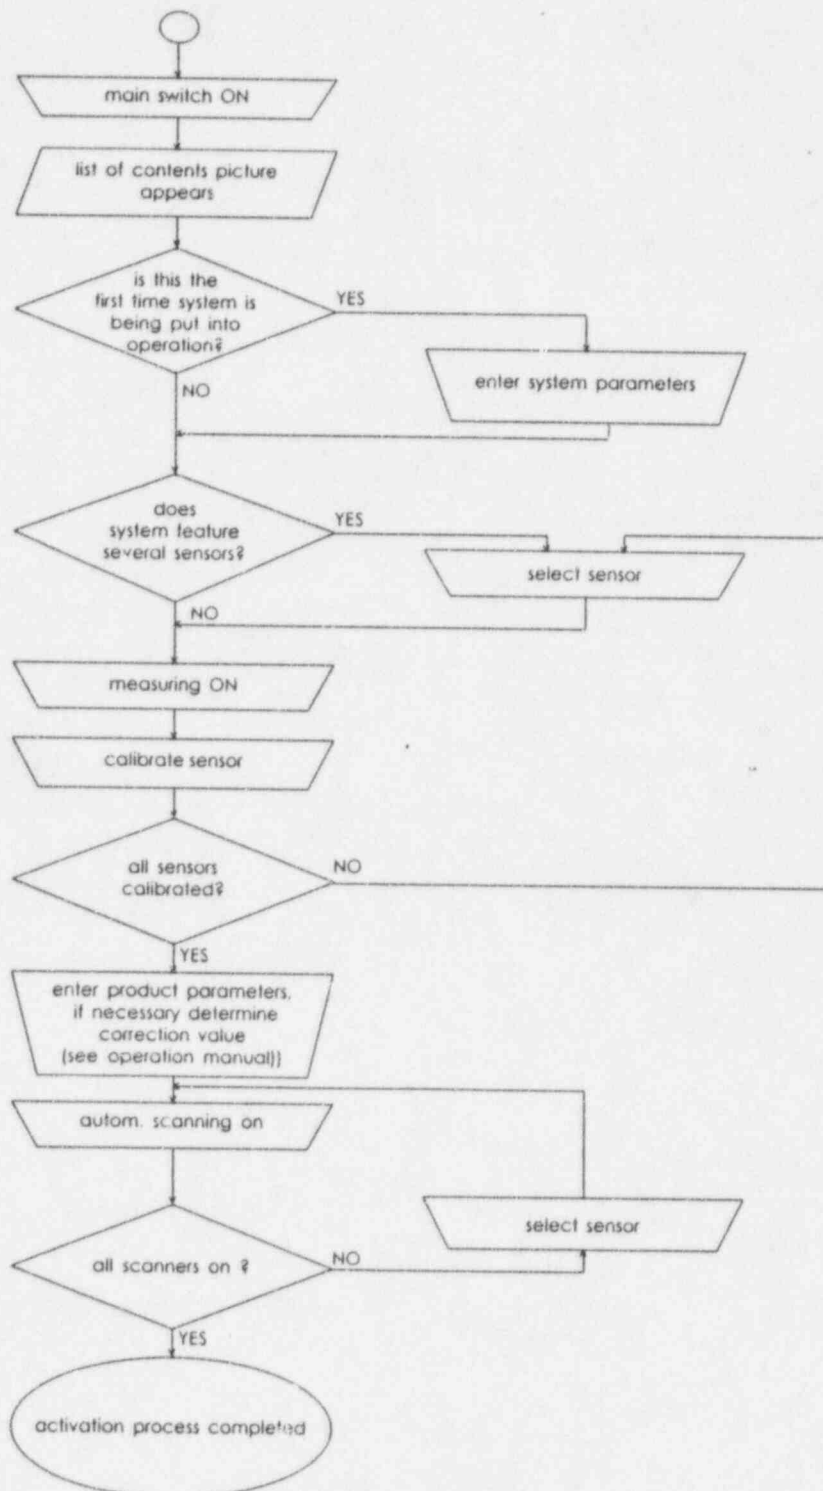 main switch ON
list of contents picture
appears
is this the
first time system is
being put into
operation?
YES
NO
enter system parameters
does
system feature
several sensors?
YES
NO
select sensor
measuring ON
calibrate sensor
all sensors
calibrated?
NO
YES
enter product parameters,
if necessary determine
correction value
(see operation manual))
autom. scanning on
select sensor
all scanners on ?
NO
YES
activation process completed